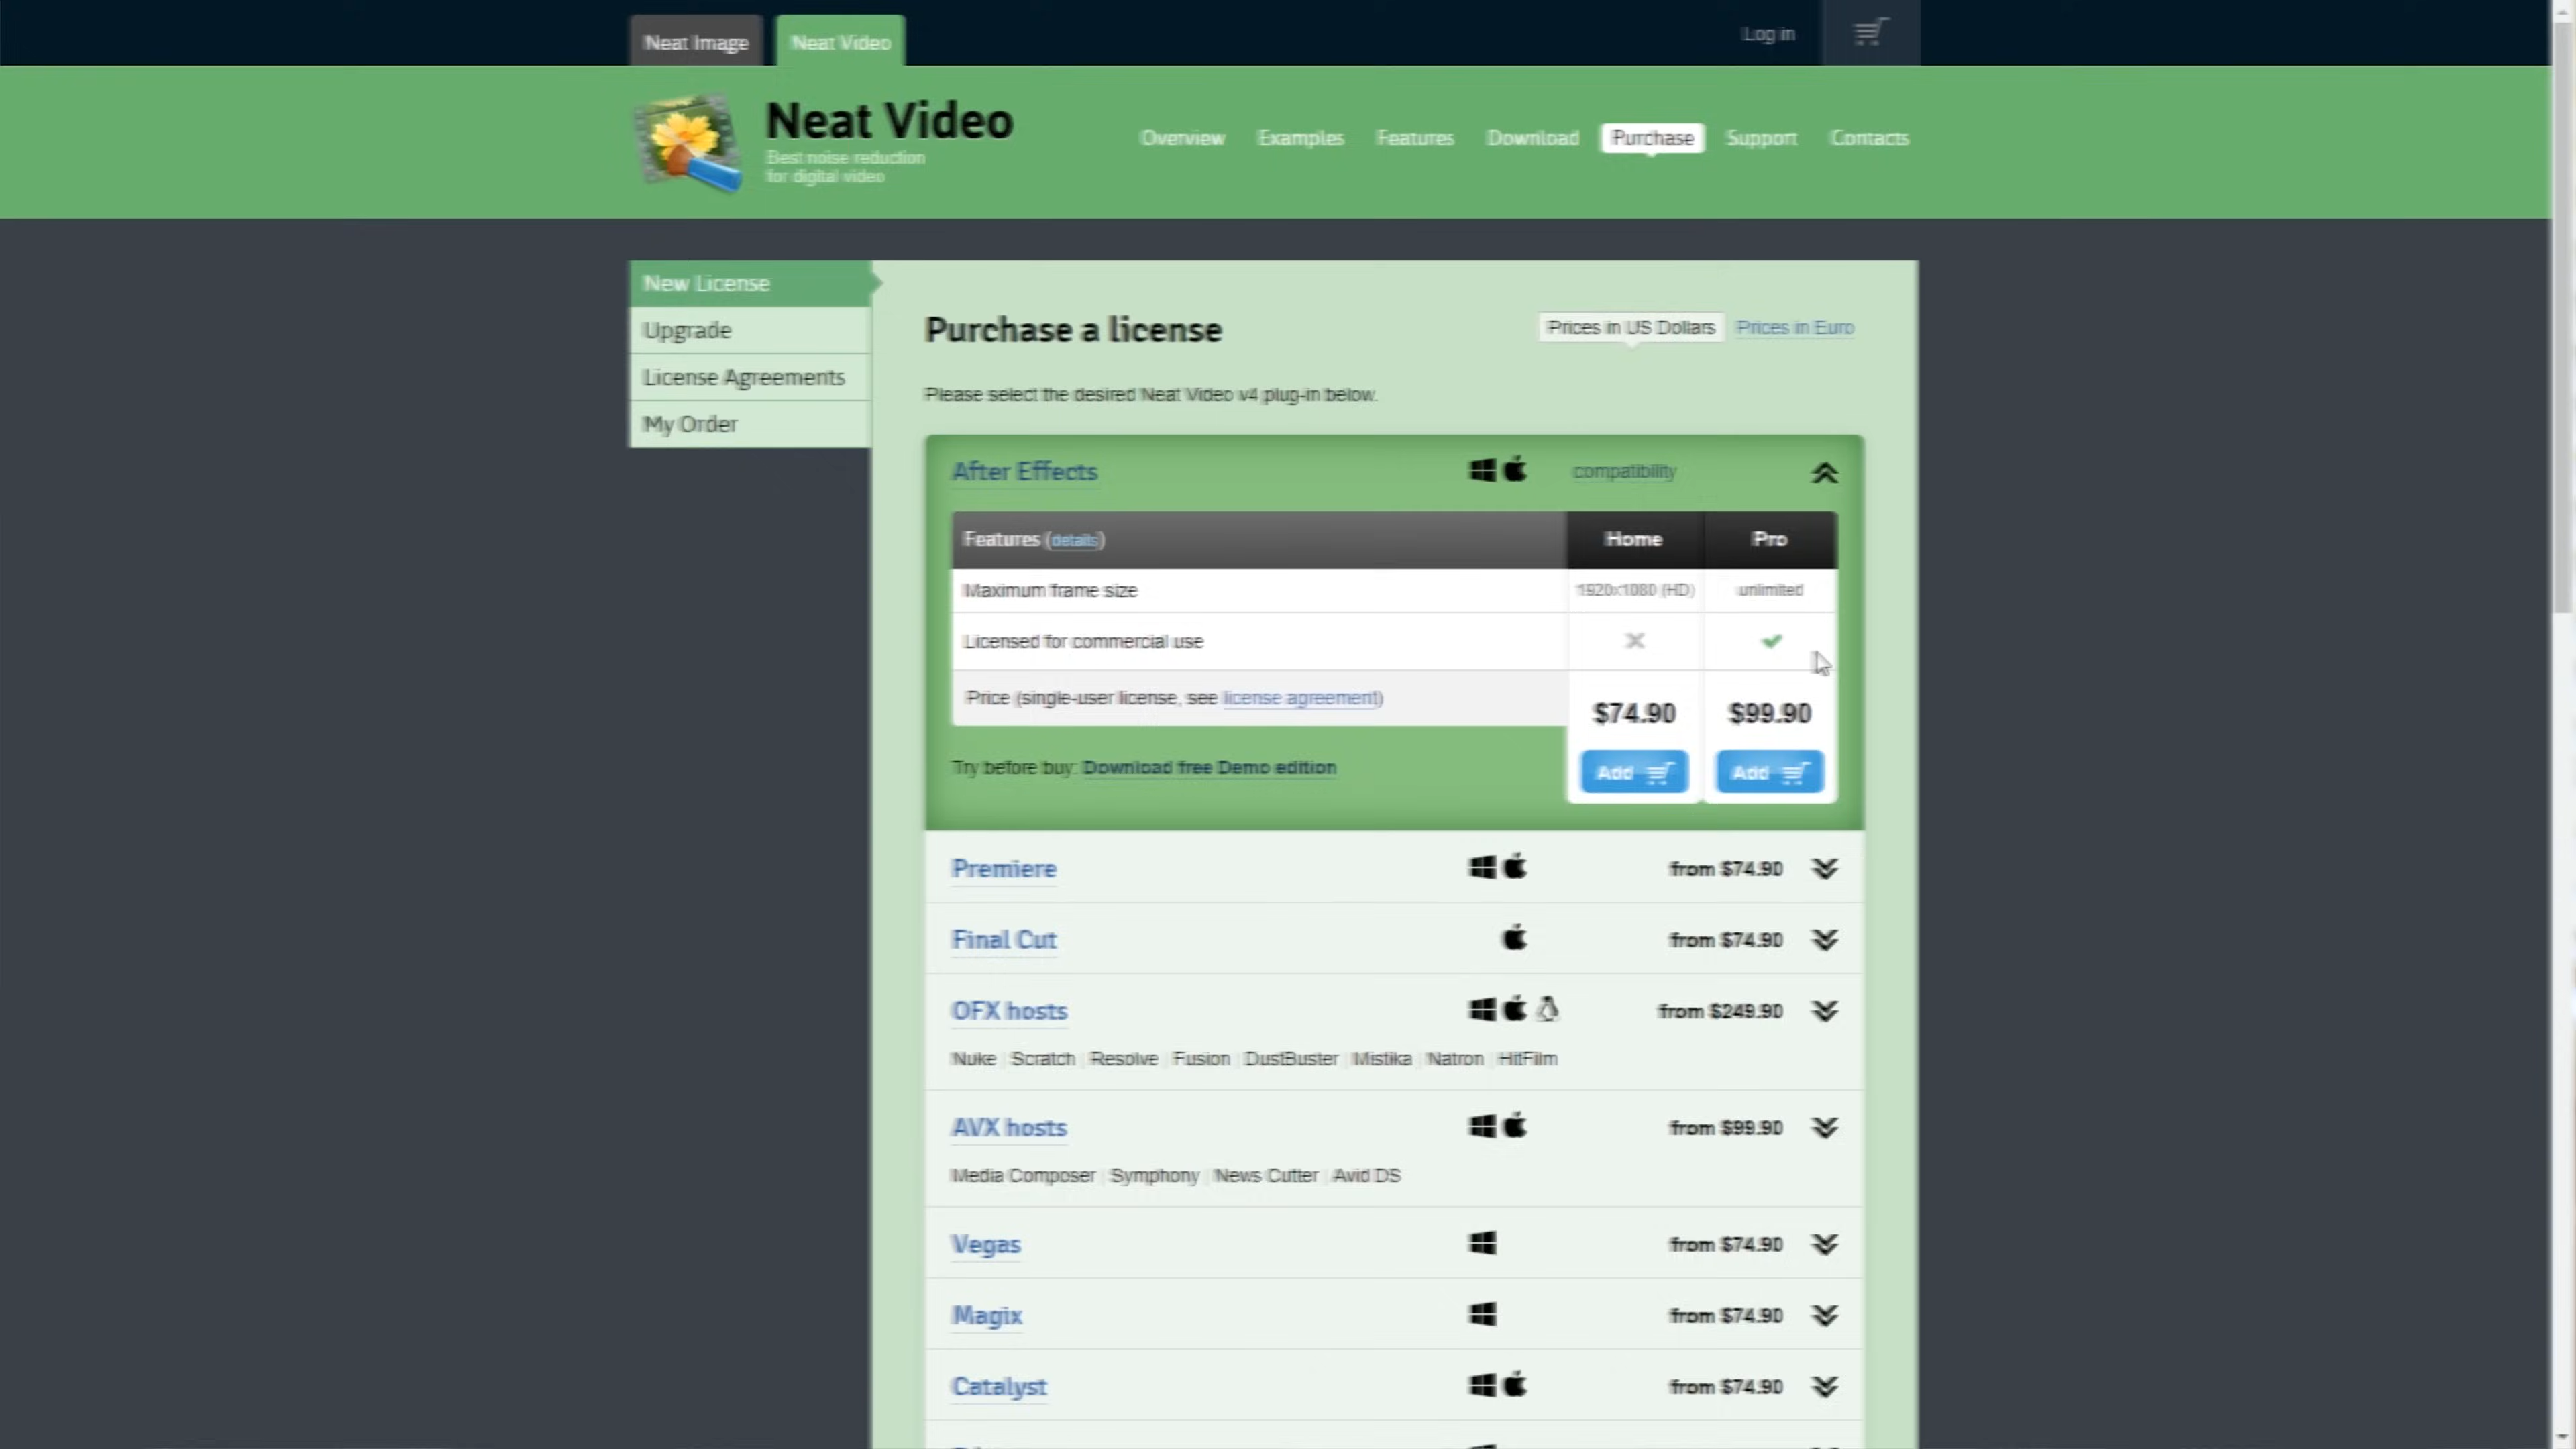 Neat Image
Neat Video
Log in
Neat Video
Best noise reduction
for digital video
Overview Examples Features Download Purchase Support Contacts
New License
Upgrade
License Agreements
My Order
Purchase a license
Prices in US Dollars Prices in Euro
Please select the desired Neat Video v4 plug-in below.
After Effects compatibility
Features (details) Home Pro
Maximum frame size 1920x1080 (HD) unlimited
Licensed for commercial use
Price (single-user license, see license agreement)
$74.90 $99.90
Try before buy: Download free Demo edition
Add Add
Premiere from $74.90
Final Cut from $74.90
OFX hosts from $249.90
Nuke | Scratch | Resolve | Fusion | DustBuster | Mistika | Natron | HitFilm
AVX hosts from $99.90
Media Composer | Symphony | News Cutter | Avid DS
Vegas from $74.90
Magix from $74.90
Catalyst from $74.90